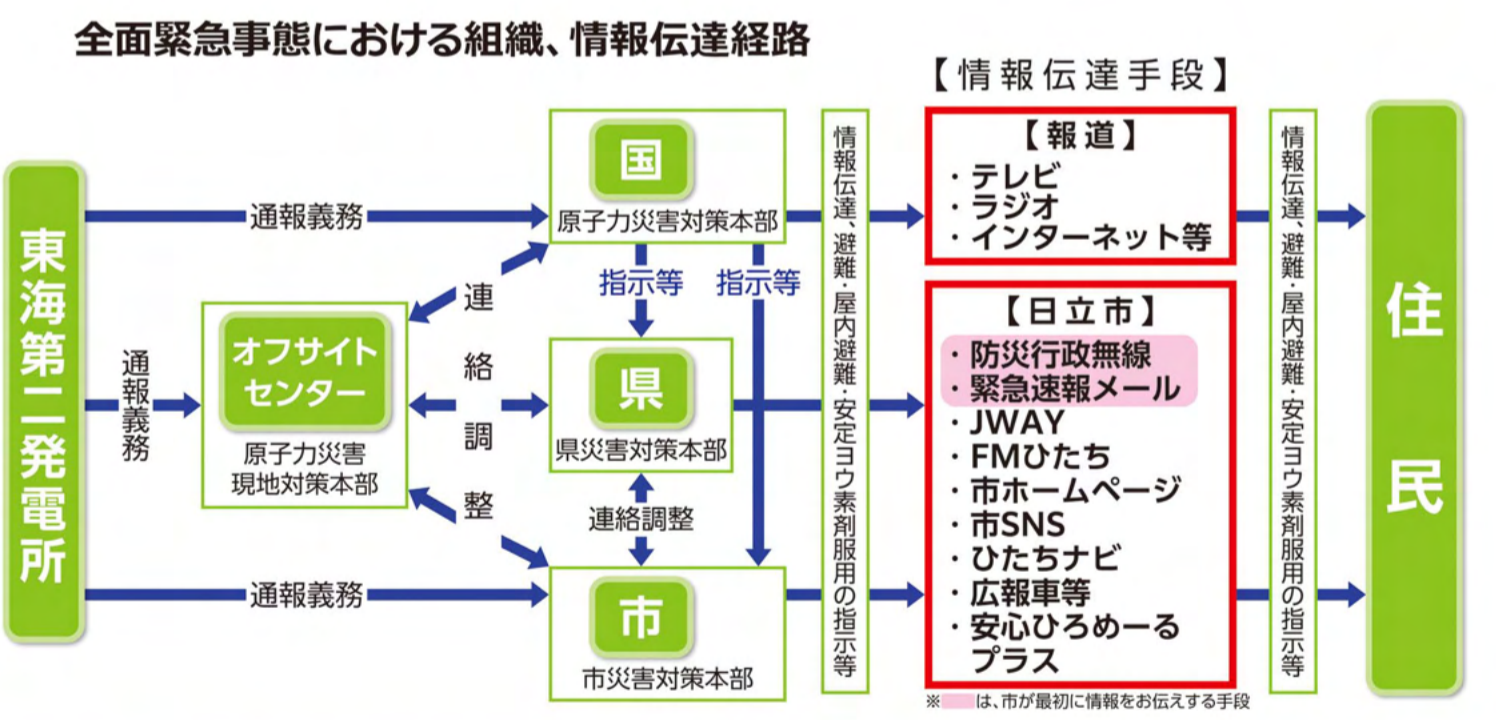 全面緊急事態における組織、情報伝達経路
東海第二発電所
通報義務
通報義務
通報義務
オフサイト
センター
原子力災害
現地対策本部
連絡調整
国
原子力災害対策本部
指示等
指示等
県
県災害対策本部
連絡調整
市
市災害対策本部
情報伝達、避難・屋内避難・安定ヨウ素剤服用の指示等
【情報伝達手段】
【報道】
・テレビ
・ラジオ
・インターネット等
【日立市】
・防災行政無線
・緊急速報メール
・JWAY
・FMひたち
・市ホームページ
・市SNS
・ひたちナビ
・広報車等
・安心ひろめーる
プラス
※ は、市が最初に情報をお伝えする手段
情報伝達、避難・屋内避難・安定ヨウ素剤服用の指示等
住民